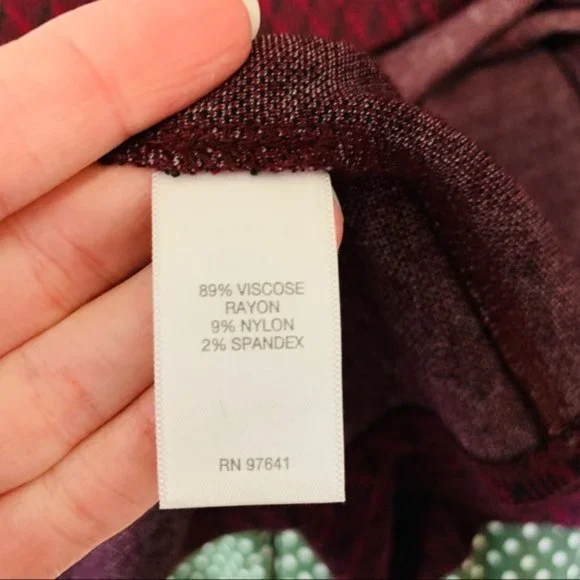 89% VISCOSE
RAYON
9% NYLON
2% SPANDEX
RN 97641